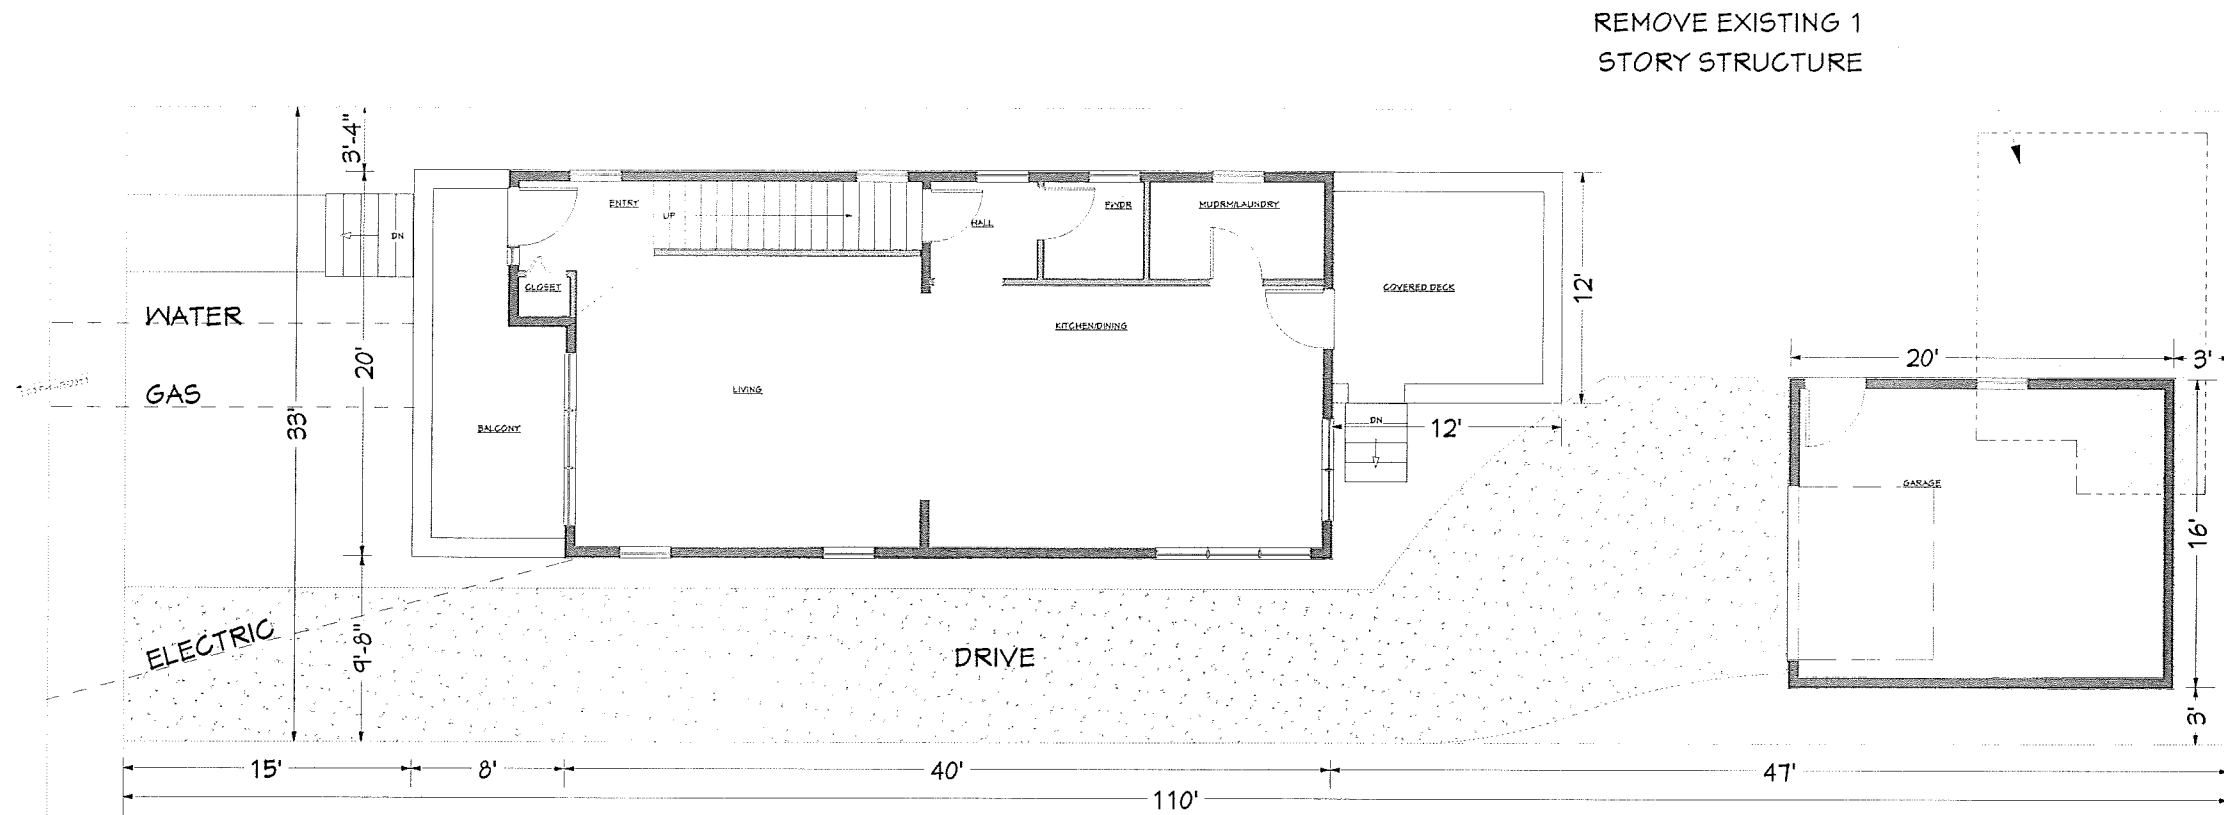 REMOVE EXISTING 1
STORY STRUCTURE
3'-4"
ENTRY
UP
HALL
PWDR
MUDRM/LAUNDRY
DN
CLOSET
COVERED DECK
12'
WATER
KITCHEN/DINING
20'
20'
3'
GAS
LIVING
33'
BALCONY
DN
12'
GARAGE
16'
ELECTRIC
9'-8"
DRIVE
3'
15'
8'
40'
47'
110'